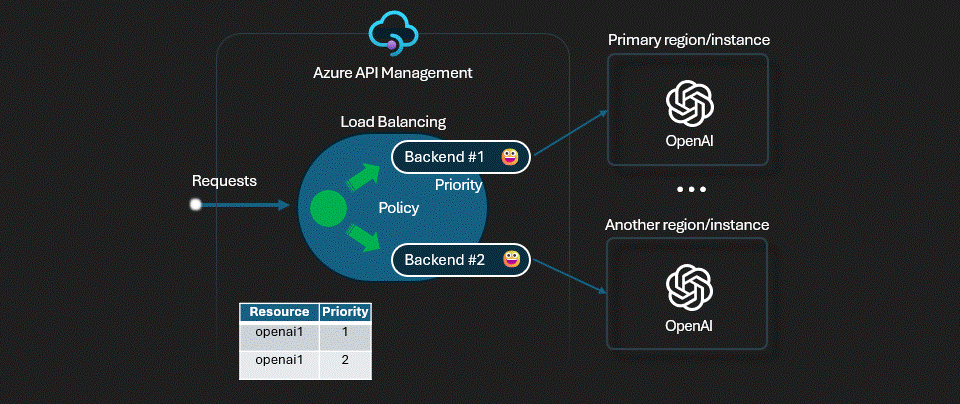 Azure API Management
Load Balancing
Requests
Backend #1
Priority
Policy
Backend #2
Primary region/instance
OpenAI
Another region/instance
OpenAI
Resource Priority
openai1 1
openai1 2